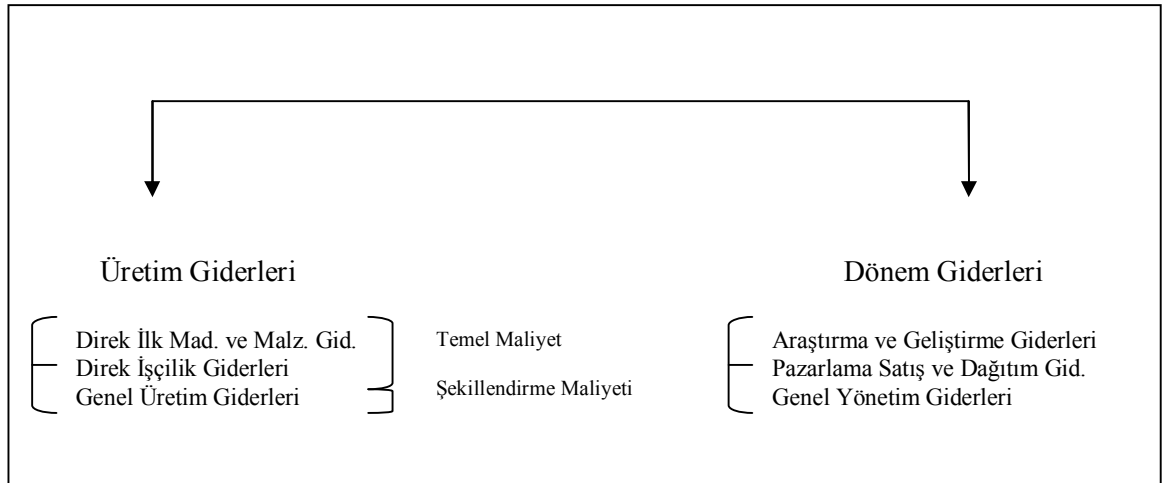 Üretim Giderleri
Direk İlk Mad. ve Malz. Gid.
Direk İşçilik Giderleri
Genel Üretim Giderleri
Temel Maliyet
Şekillendirme Maliyeti
Dönem Giderleri
Araştırma ve Geliştirme Giderleri
Pazarlama Satış ve Dağıtım Gid.
Genel Yönetim Giderleri